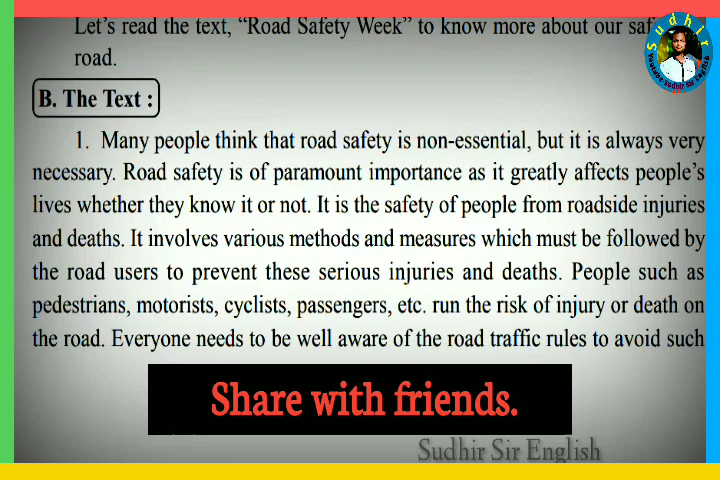 Let's read the text, "Road Safety Week" to know more about our
road.
B. The Text :
1. Many people think that road safety is non-essential, but it is always very
necessary. Road safety is of paramount importance as it greatly affects people's
lives whether they know it or not. It is the safety of people from roadside injuries
and deaths. It involves various methods and measures which must be followed by
the road users to prevent these serious injuries and deaths. People such as
pedestrians, motorists, cyclists, passengers, etc. run the risk of injury or death on
the road. Everyone needs to be well aware of the road traffic rules to avoid such
Share with friends.
Sudhir Sir English
Sudhir
Youtube Sudhir Sir English